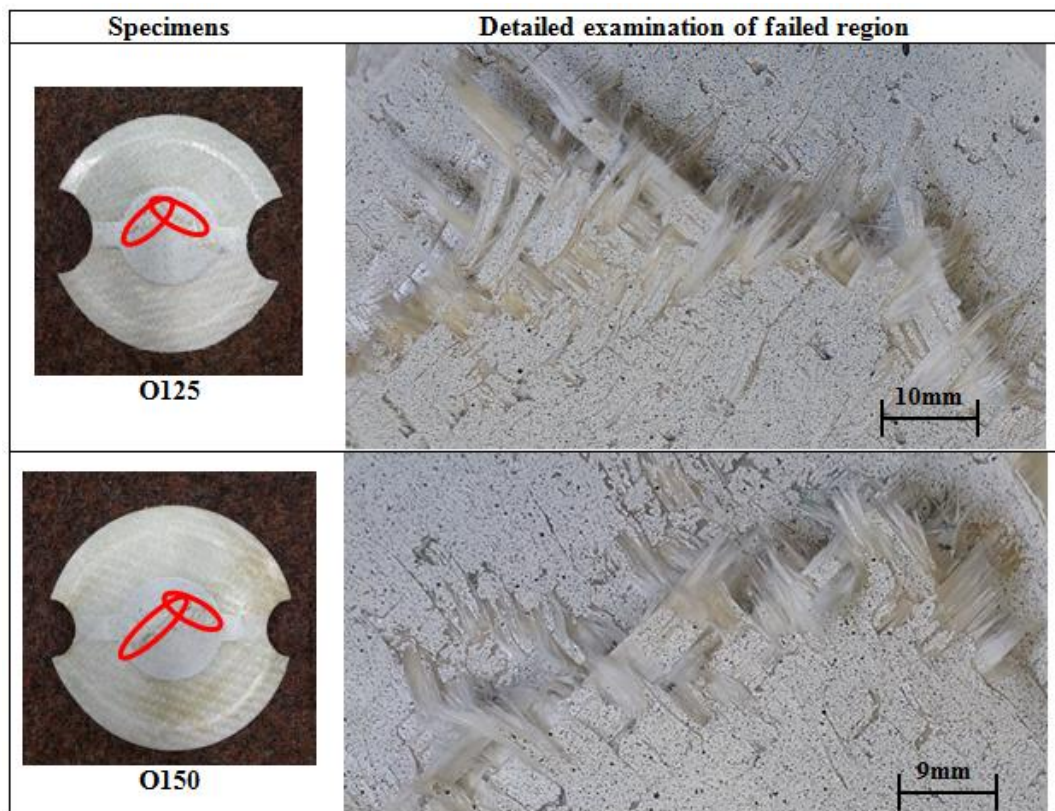 Specimens
Detailed examination of failed region
O125
10mm
O150
9mm